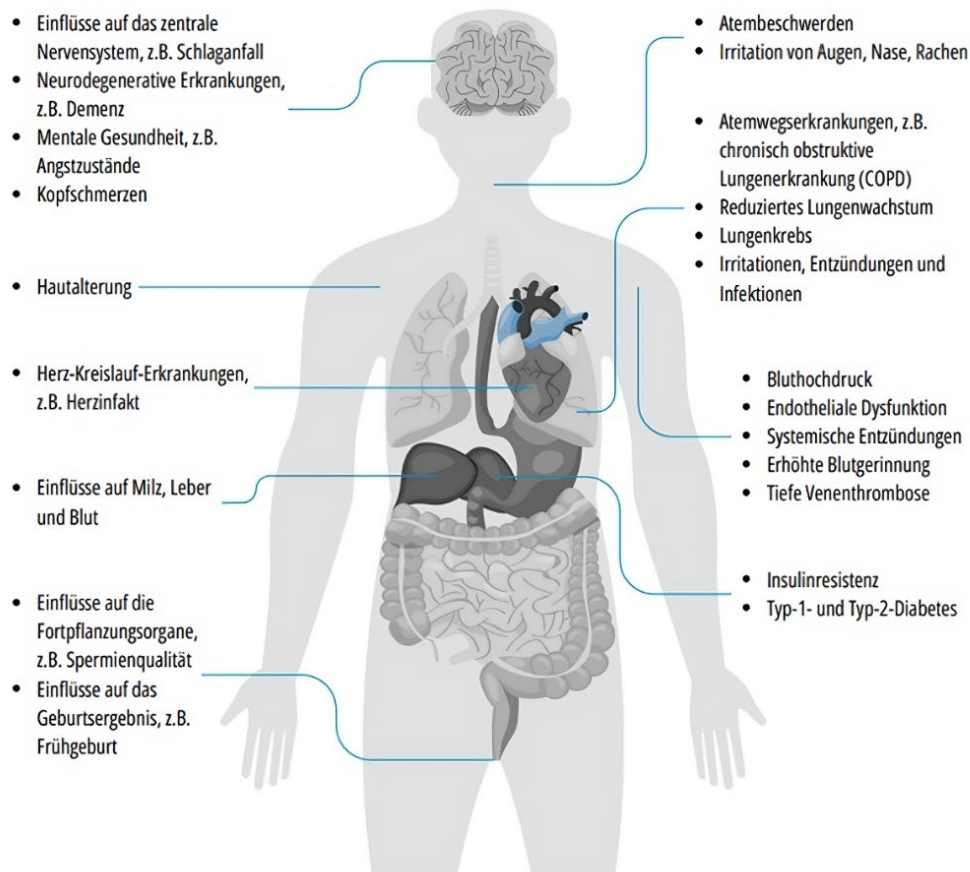 • Einflüsse auf das zentrale
Nervensystem, z.B. Schlaganfall
• Neurodegenerative Erkrankungen,
z.B. Demenz
• Mentale Gesundheit, z.B.
Angstzustände
• Kopfschmerzen
• Hautalterung
• Herz-Kreislauf-Erkrankungen,
z.B. Herzinfakt
• Einflüsse auf Milz, Leber
und Blut
• Einflüsse auf die
Fortpflanzungsorgane,
z.B. Spermienqualität
• Einflüsse auf das
Geburtsergebnis, z.B.
Frühgeburt
• Atembeschwerden
• Irritation von Augen, Nase, Rachen
• Atemwegserkrankungen, z.B.
chronisch obstruktive
Lungenerkrankung (COPD)
• Reduziertes Lungenwachstum
• Lungenkrebs
• Irritationen, Entzündungen und
Infektionen
• Bluthochdruck
• Endotheliale Dysfunktion
• Systemische Entzündungen
• Erhöhte Blutgerinnung
• Tiefe Venenthrombose
• Insulinresistenz
• Typ-1- und Typ-2-Diabetes